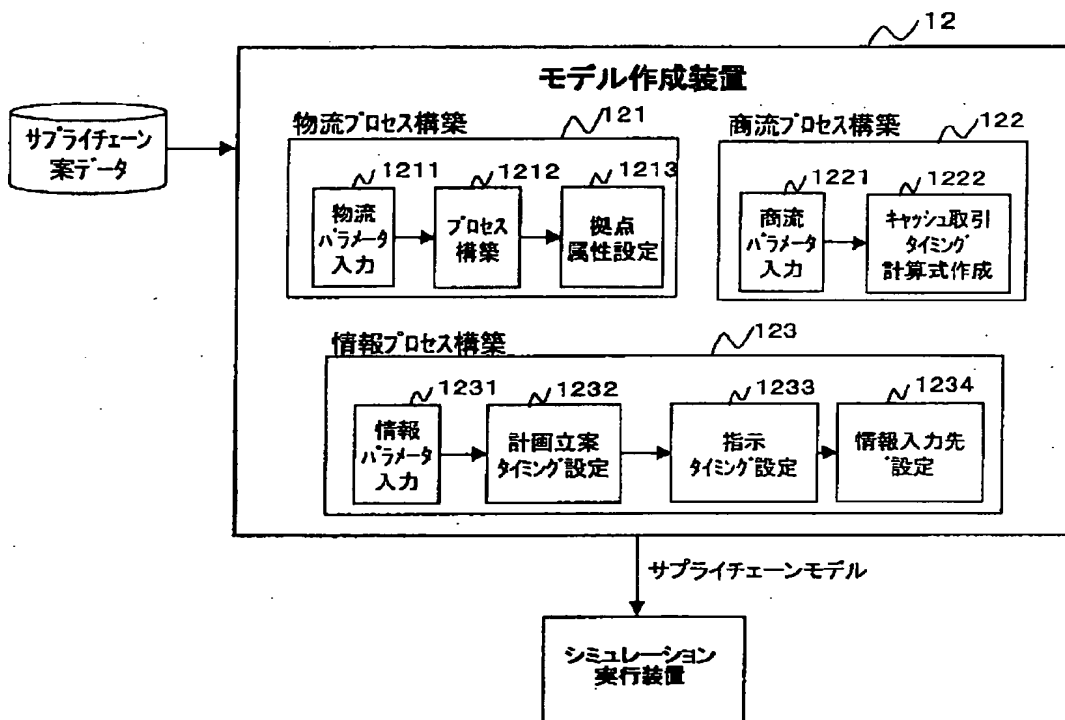 12
モデル作成装置
サプライチェーン
案データ
物流プロセス構築
121
1211
物流
パラメータ
入力
1212
プロセス
構築
1213
拠点
属性設定
商流プロセス構築
122
1221
商流
パラメータ
入力
1222
キャッシュ取引
タイミング
計算式作成
情報プロセス構築
123
1231
情報
パラメータ
入力
1232
計画立案
タイミング設定
1233
指示
タイミング設定
1234
情報入力先
設定
サプライチェーンモデル
シミュレーション
実行装置